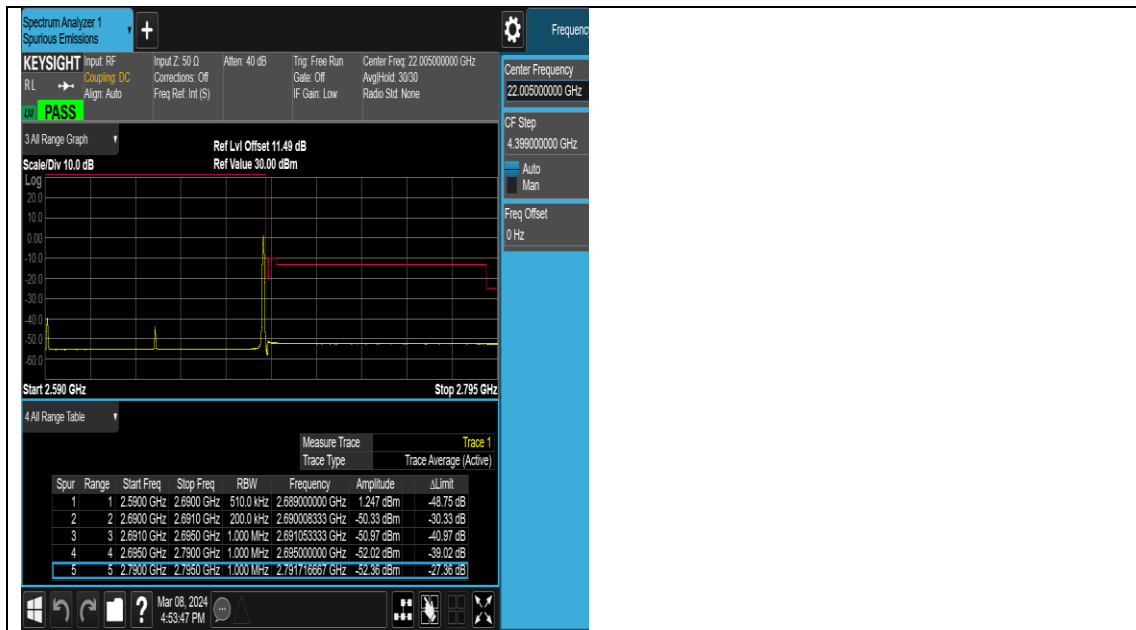 Spectrum Analyzer 1
Spurious Emissions
+
Frequenc
KEYSIGHT
RL
LXI PASS
Input: RF
Coupling: DC
Align: Auto
Input Z: 50 Ω
Corrections: Off
Freq Ref: Int (S)
Atten: 40 dB
Trig: Free Run
Gate: Off
IF Gain: Low
Center Freq: 22.005000000 GHz
Avg|Hold: 30/30
Radio Std: None
Center Frequency
22.005000000 GHz
CF Step
4.399000000 GHz
Auto
Man
Freq Offset
0 Hz
3 All Range Graph
Ref Lvl Offset 11.49 dB
Scale/Div 10.0 dB
Ref Value 30.00 dBm
Log
20.0
10.0
0.00
-10.0
-20.0
-30.0
-40.0
-50.0
-60.0
Start 2.590 GHz
Stop 2.795 GHz
4 All Range Table
Measure Trace Trace 1
Trace Type Trace Average (Active)
Spur Range Start Freq Stop Freq RBW Frequency Amplitude ΔLimit
1 1 2.5900 GHz 2.6900 GHz 510.0 kHz 2.689000000 GHz 1.247 dBm -48.75 dB
2 2 2.6900 GHz 2.6910 GHz 200.0 kHz 2.690008333 GHz -50.33 dBm -30.33 dB
3 3 2.6910 GHz 2.6950 GHz 1.000 MHz 2.691053333 GHz -50.97 dBm -40.97 dB
4 4 2.6950 GHz 2.7900 GHz 1.000 MHz 2.695000000 GHz -52.02 dBm -39.02 dB
5 5 2.7900 GHz 2.7950 GHz 1.000 MHz 2.791716667 GHz -52.36 dBm -27.36 dB
?
Mar 08, 2024
4:53:47 PM